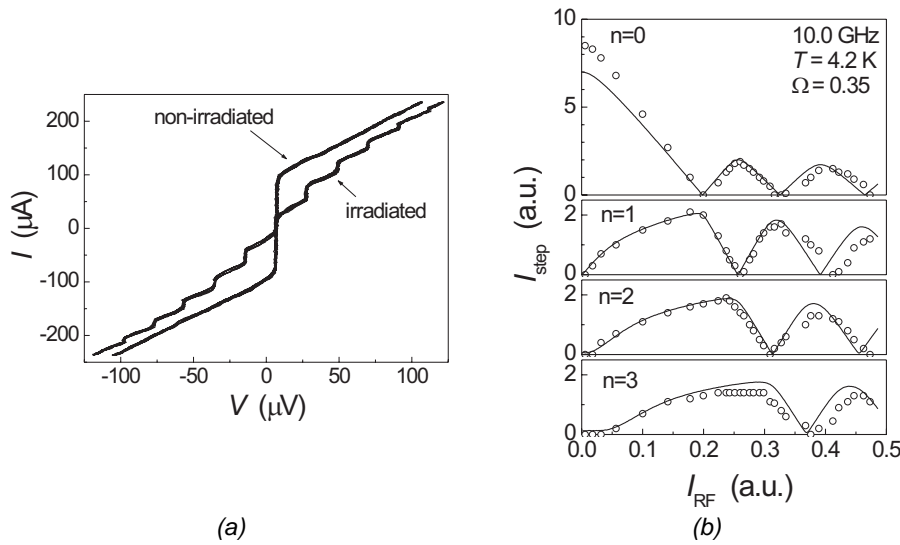 200
100
0
-100
-200
I (μA)
non-irradiated
irradiated
-100 -50 0 50 100
V (μV)
(a)
10
5
0
n=0
10.0 GHz
T = 4.2 K
Ω = 0.35
2
0
n=1
2
0
n=2
2
0
n=3
I_step (a.u.)
0.0 0.1 0.2 0.3 0.4 0.5
I_RF (a.u.)
(b)